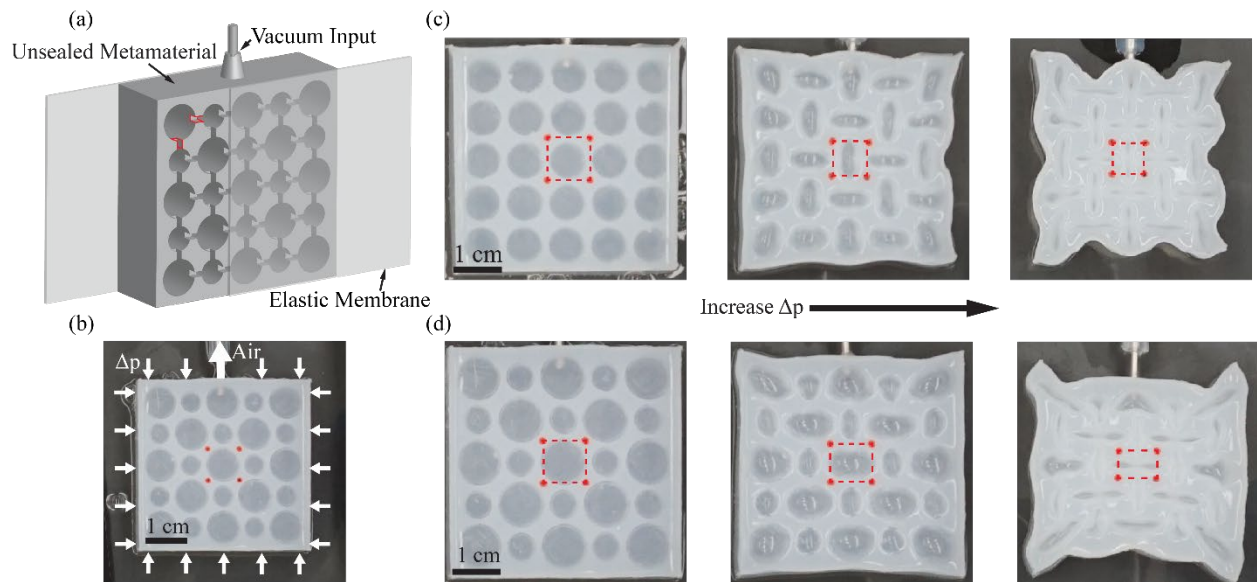 (a)
Unsealed Metamaterial
Vacuum Input
Elastic Membrane
(b)
Δp
Air
1 cm
(c)
1 cm
Increase Δp
(d)
1 cm